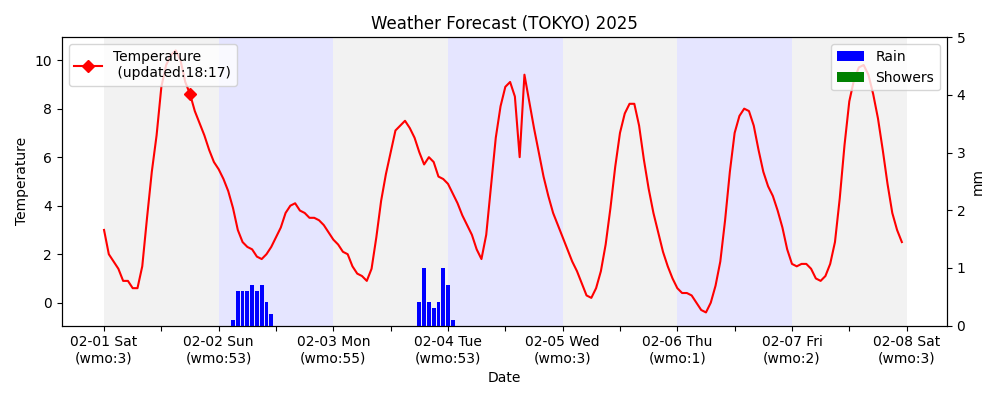 Weather Forecast (TOKYO) 2025
Temperature
(updated:18:17)
Rain
Showers
10
8
6
4
2
0
Temperature
5
4
3
2
1
0
mm
02-01 Sat
(wmo:3)
02-02 Sun
(wmo:53)
02-03 Mon
(wmo:55)
02-04 Tue
(wmo:53)
02-05 Wed
(wmo:3)
02-06 Thu
(wmo:1)
02-07 Fri
(wmo:2)
02-08 Sat
(wmo:3)
Date